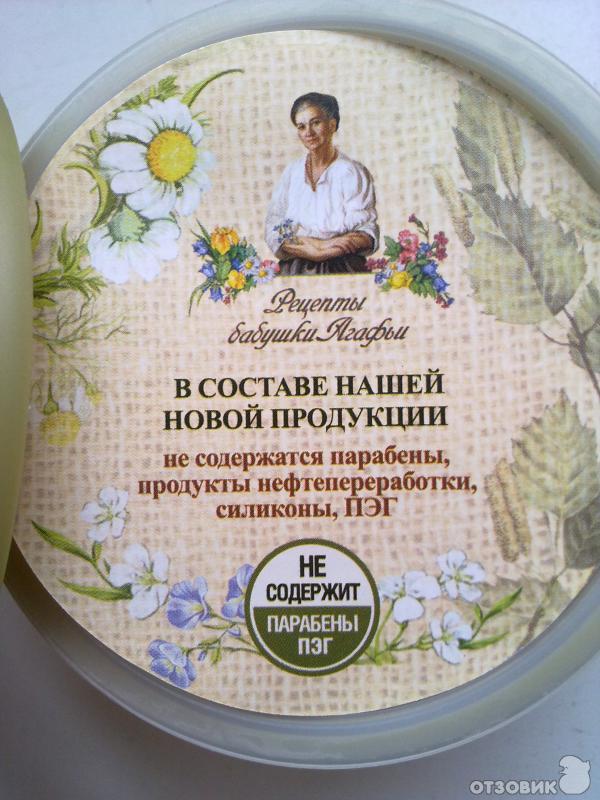 Рецепты
бабушки Агафьи
В СОСТАВЕ НАШЕЙ
НОВОЙ ПРОДУКЦИИ
не содержатся парабены,
продукты нефтепереработки,
силиконы, ПЭГ
НЕ
СОДЕРЖИТ
ПАРАБЕНЫ
ПЭГ
ОТЗОВИК